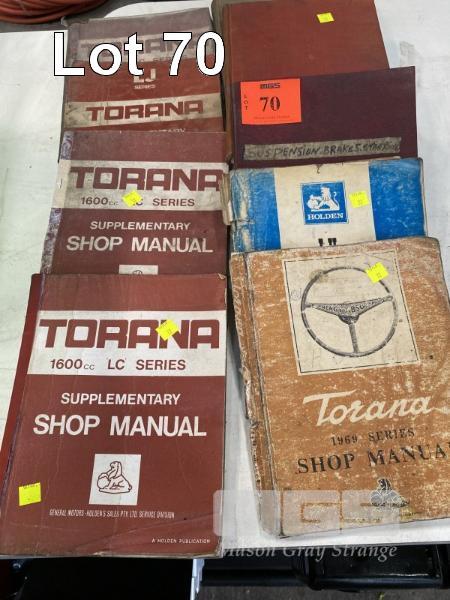 Lot 70
LJ
SERIES
TORANA
MGS
LOT
70
SUSPENSION. BRAKES.
TORANA
1600cc LC SERIES
SUPPLEMENTARY
SHOP MANUAL
HOLDEN
TORANA
1600cc LC SERIES
SUPPLEMENTARY
SHOP MANUAL
GENERAL MOTORS-HOLDEN'S SALES PTY. LTD. SERVICE DIVISION
A HOLDEN PUBLICATION
Torana
1969 SERIES
SHOP MANUAL
MGS
Mason Gray Strange